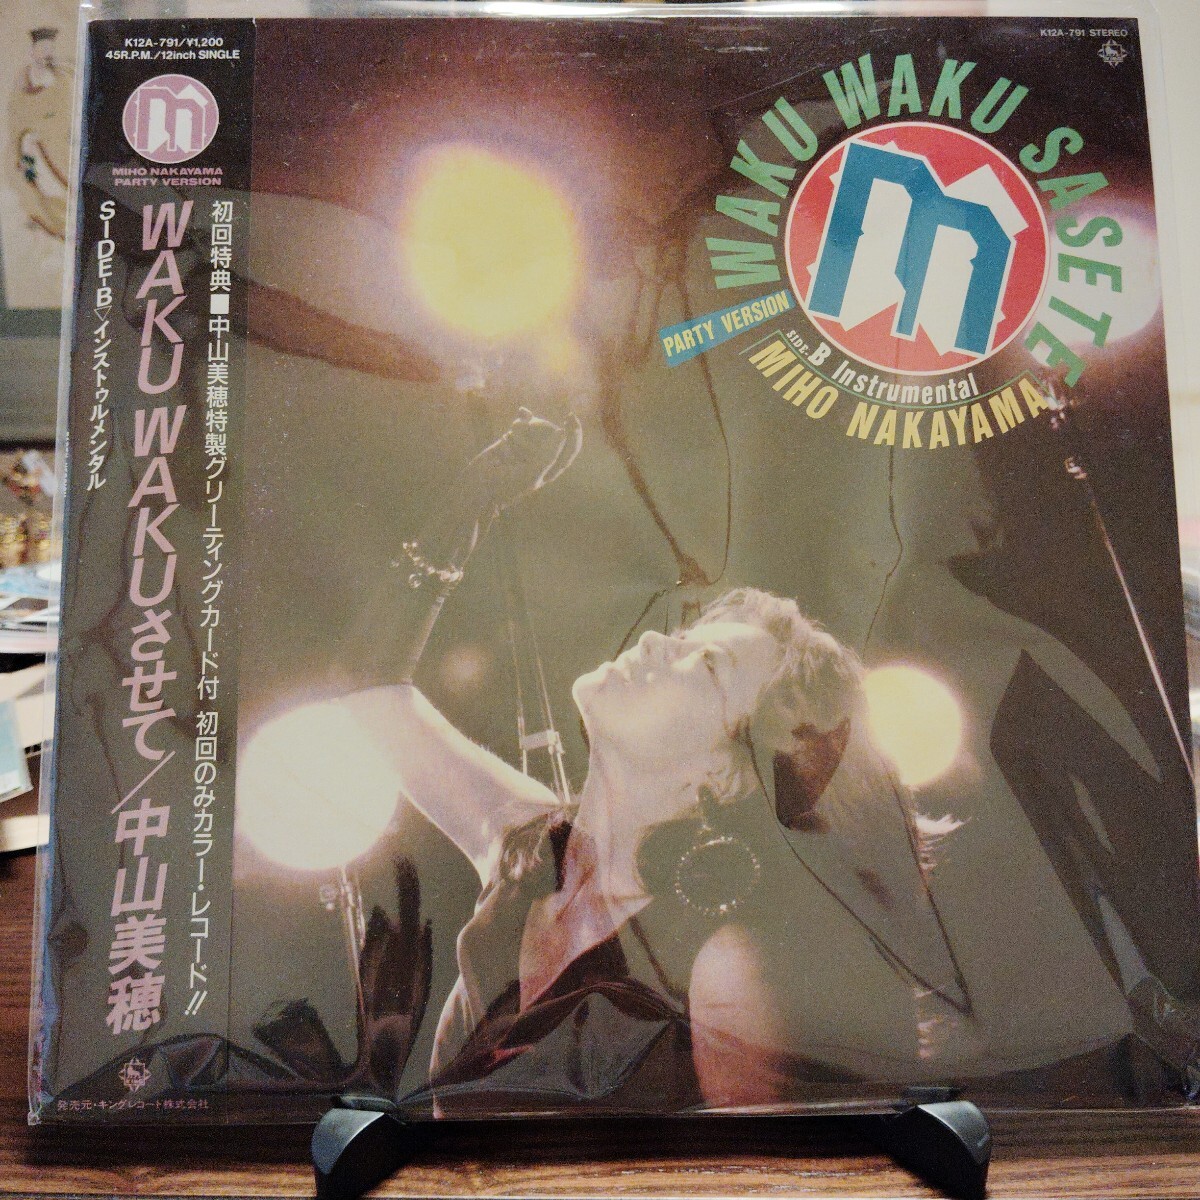 K12A-791/¥1,200
45R.P.M./12inch SINGLE
MIHO NAKAYAMA
PARTY VERSION
初回特典■中山美穂特製グリーティングカード付 初回のみカラー・レコード!!
WAKU WAKUさせて/中山美穂
SIDE-B▽インストゥルメンタル
発売元・キングレコード株式会社
K12A-791 STEREO
WAKU WAKU SASETE
M
PARTY VERSION
SIDE-B Instrumental
MIHO NAKAYAMA